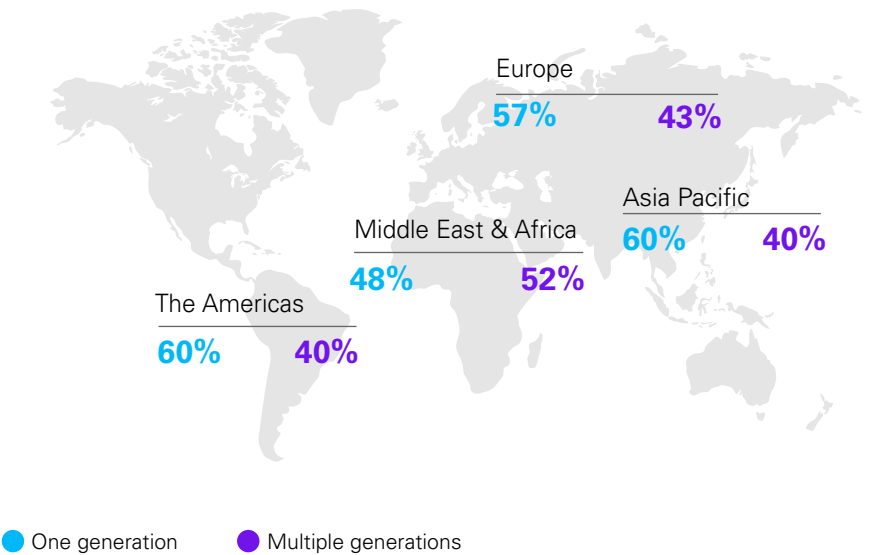 Europe
57% 43%
Asia Pacific
60% 40%
Middle East & Africa
48% 52%
The Americas
60% 40%
One generation Multiple generations